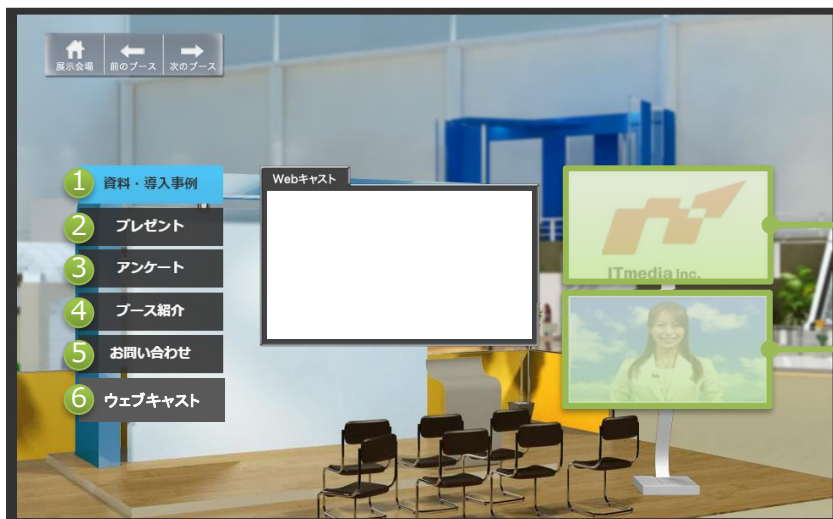 展示会場
前のブース
次のブース
1 資料・導入事例
2 プレゼント
3 アンケート
4 ブース紹介
5 お問い合わせ
6 ウェブキャスト
Webキャスト
ITmedia Inc.